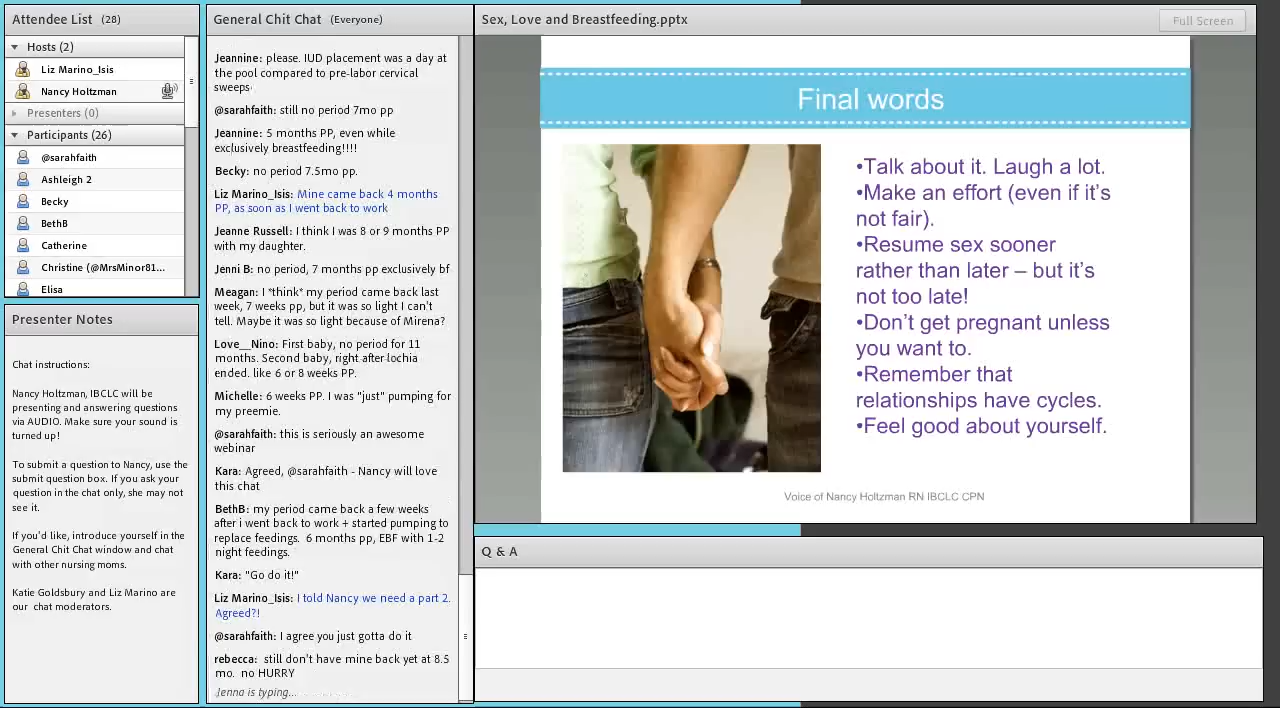 Attendee List (28)
Hosts (2)
Liz Marino_Isis
Nancy Holtzman
Presenters (0)
Participants (26)
@sarahfaith
Ashleigh 2
Becky
BethB
Catherine
Christine (@MrsMinor81...
Elisa
Presenter Notes
Chat instructions:
Nancy Holtzman, IBCLC will be
presenting and answering questions
via AUDIO. Make sure your sound is
turned up!
To submit a question to Nancy, use the
submit question box. If you ask your
question in the chat only, she may not
see it.
If you'd like, introduce yourself in the
General Chit Chat window and chat
with other nursing moms.
Katie Goldsbury and Liz Marino are
our chat moderators.
General Chit Chat (Everyone)
Jeannine: please. IUD placement was a day at
the pool compared to pre-labor cervical
sweeps
@sarahfaith: still no period 7mo pp
Jeannine: 5 months PP, even while
exclusively breastfeeding!!!!
Becky: no period 7.5mo pp.
Liz Marino_Isis: Mine came back 4 months
PP, as soon as I went back to work
Jeanne Russell: I think I was 8 or 9 months PP
with my daughter.
Jenni B: no period, 7 months pp exclusively bf
Meagan: I *think* my period came back last
week, 7 weeks pp, but it was so light I can't
tell. Maybe it was so light because of Mirena?
Love__Nino: First baby, no period for 11
months. Second baby, right after lochia
ended. like 6 or 8 weeks PP.
Michelle: 6 weeks PP. I was "just" pumping for
my preemie.
@sarahfaith: this is seriously an awesome
webinar
Kara: Agreed, @sarahfaith - Nancy will love
this chat
BethB: my period came back a few weeks
after i went back to work + started pumping to
replace feedings. 6 months pp, EBF with 1-2
night feedings.
Kara: "Go do it!"
Liz Marino_Isis: I told Nancy we need a part 2.
Agreed?!
@sarahfaith: I agree you just gotta do it
rebecca: still don't have mine back yet at 8.5
mo. no HURRY
Jenna is typing...
Sex, Love and Breastfeeding.pptx
Full Screen
Final words
•Talk about it. Laugh a lot.
•Make an effort (even if it’s
not fair).
•Resume sex sooner
rather than later – but it’s
not too late!
•Don’t get pregnant unless
you want to.
•Remember that
relationships have cycles.
•Feel good about yourself.
Voice of Nancy Holtzman RN IBCLC CPN
Q & A